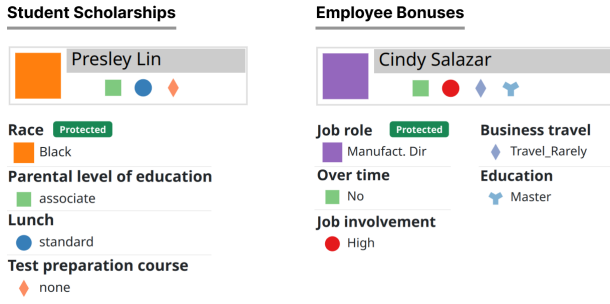 Student Scholarships
Presley Lin
Race Protected
Black
Parental level of education
associate
Lunch
standard
Test preparation course
none
Employee Bonuses
Cindy Salazar
Job role Protected
Manufact. Dir
Over time
No
Job involvement
High
Business travel
Travel_Rarely
Education
Master